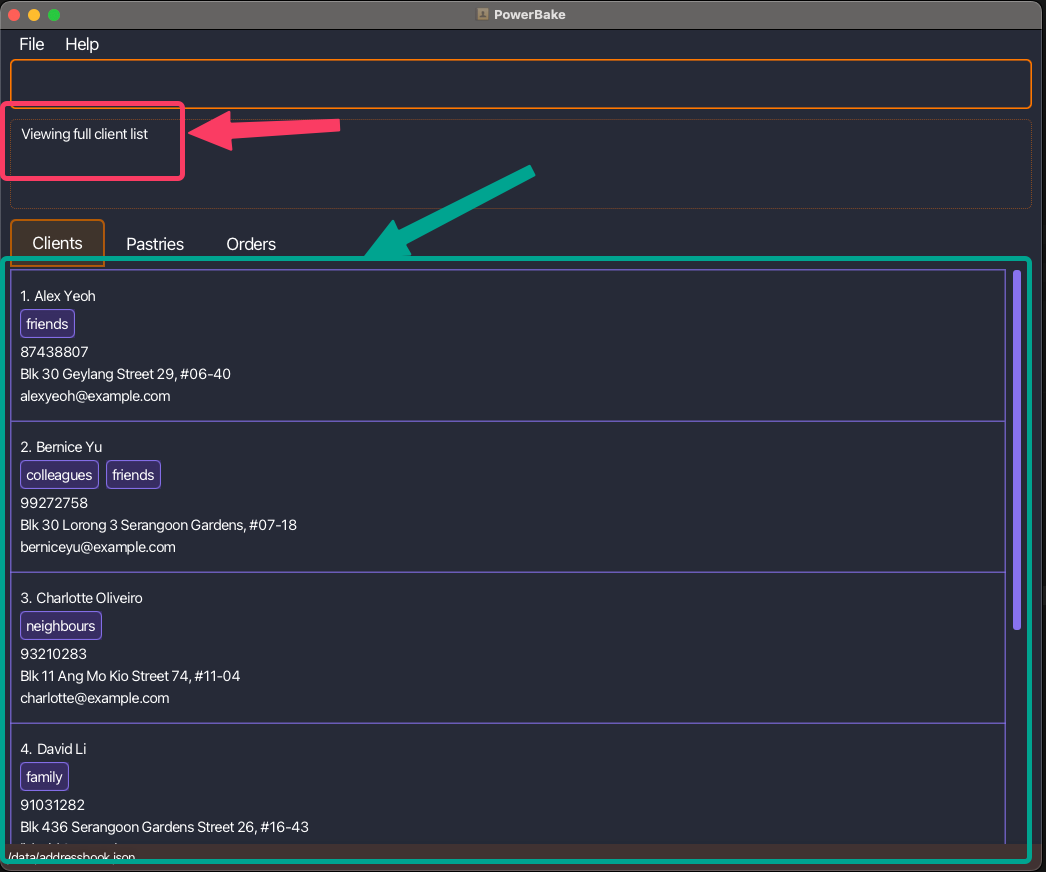 PowerBake
File Help
Viewing full client list
Clients Pastries Orders
1. Alex Yeoh
friends
87438807
Blk 30 Geylang Street 29, #06-40
alexyeoh@example.com
2. Bernice Yu
colleagues friends
99272758
Blk 30 Lorong 3 Serangoon Gardens, #07-18
berniceyu@example.com
3. Charlotte Oliveiro
neighbours
93210283
Blk 11 Ang Mo Kio Street 74, #11-04
charlotte@example.com
4. David Li
family
91031282
Blk 436 Serangoon Gardens Street 26, #16-43
/data/addressbook.json